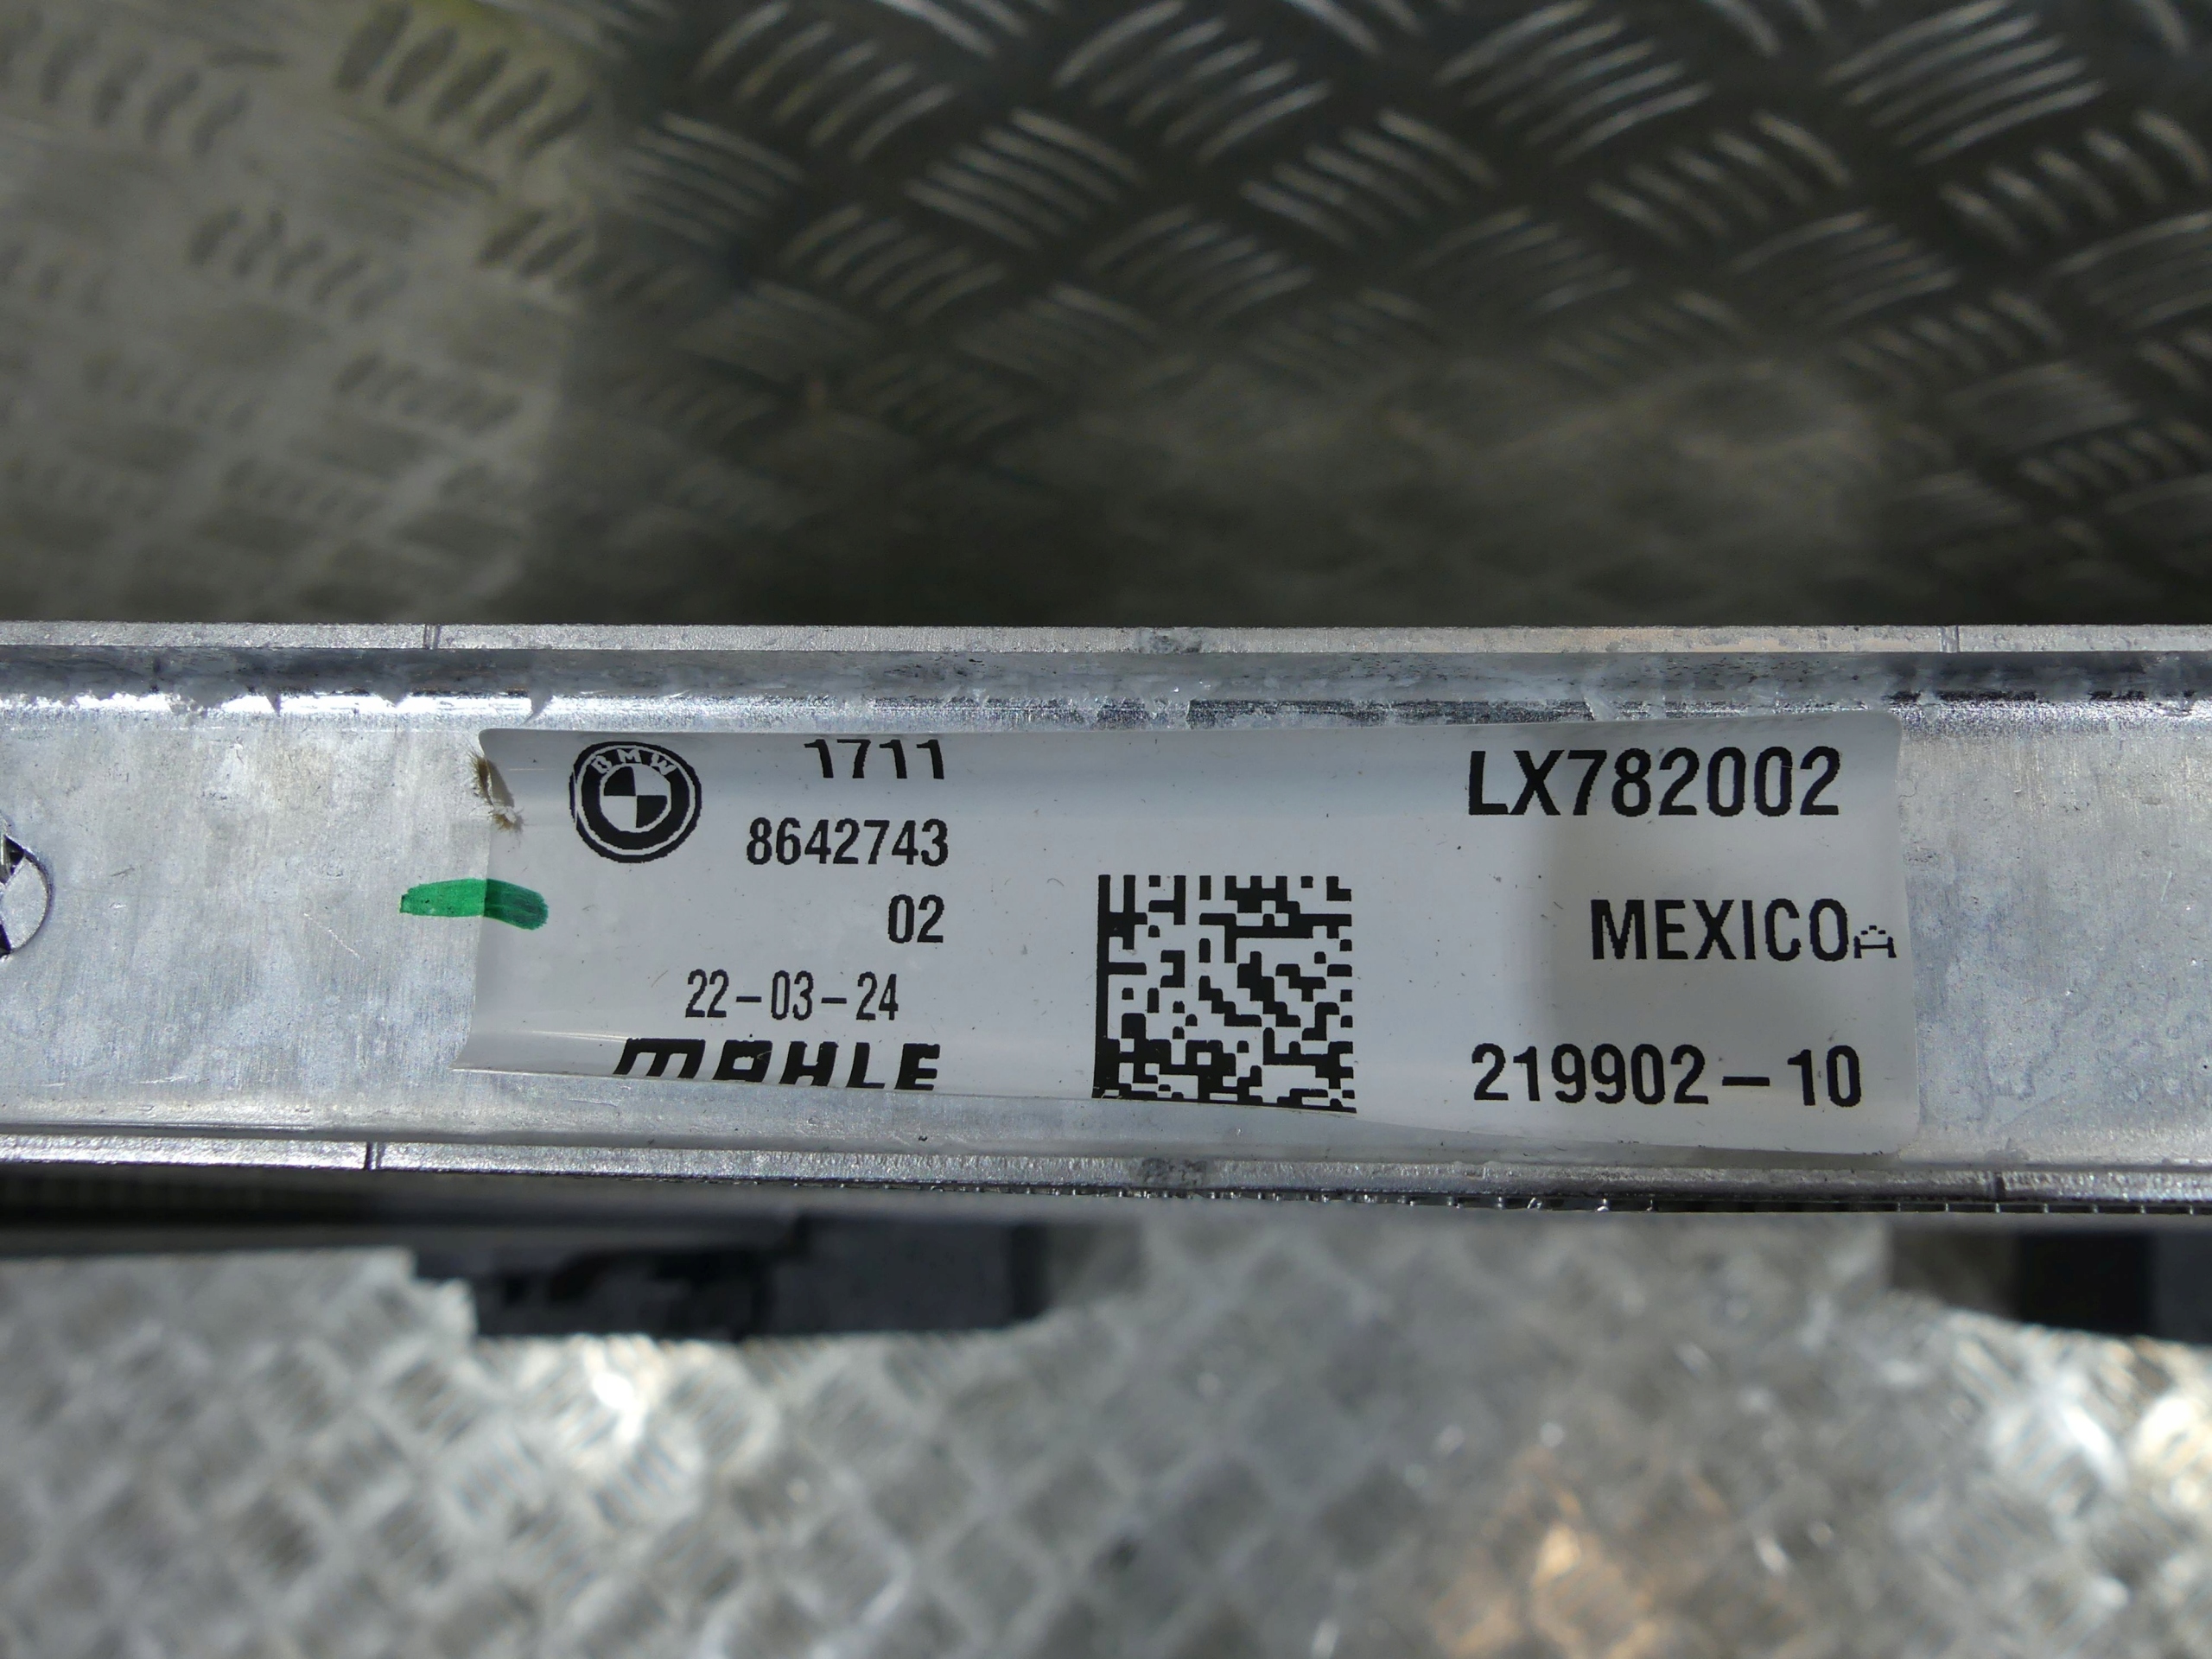 BMW
1711
8642743
02
22-03-24
MAHLE
LX782002
MEXICO
219902-10